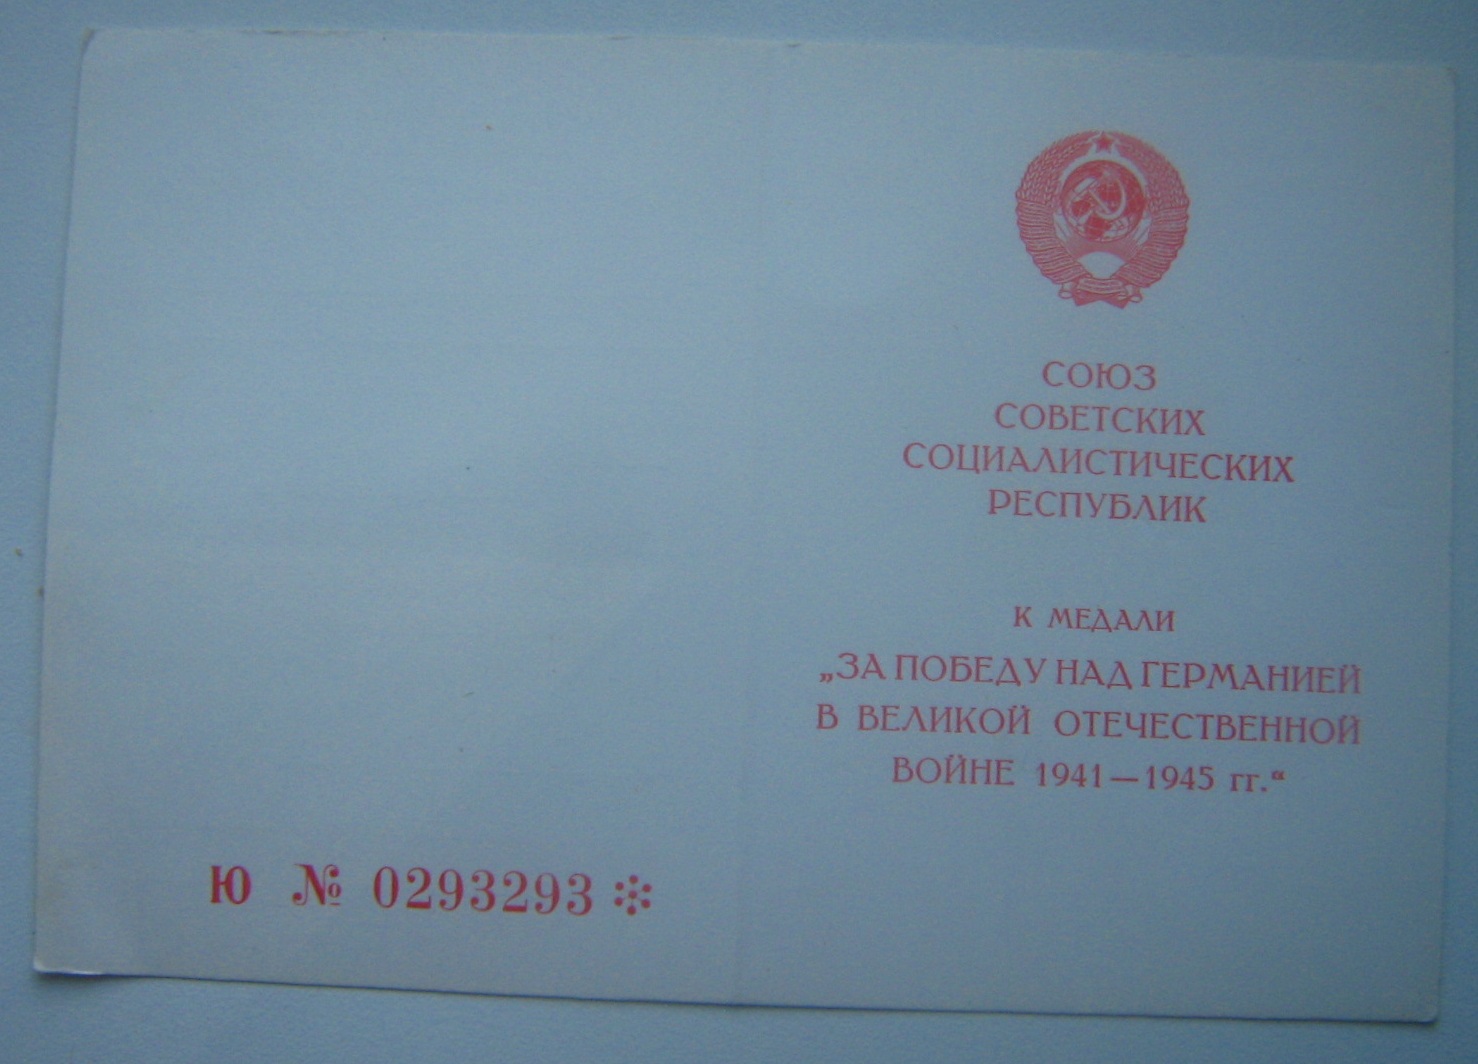 Ю № 0293293
СОЮЗ
СОВЕТСКИХ
СОЦИАЛИСТИЧЕСКИХ
РЕСПУБЛИК
К МЕДАЛИ
„ЗА ПОБЕДУ НАД ГЕРМАНИЕЙ
В ВЕЛИКОЙ ОТЕЧЕСТВЕННОЙ
ВОЙНЕ 1941—1945 гг.“